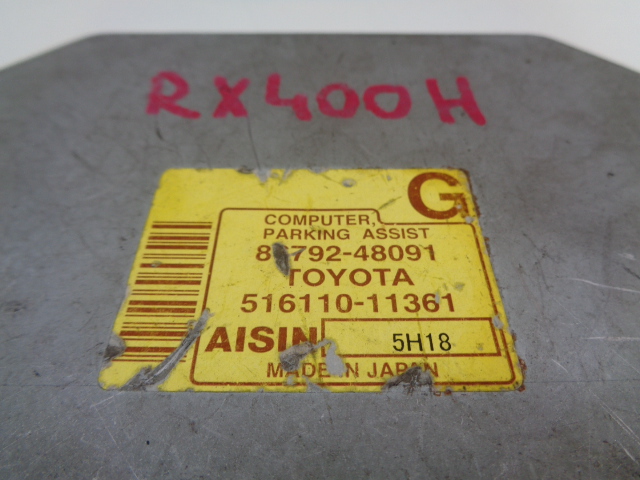 RX400H
G
COMPUTER,
PARKING ASSIST
TOYOTA
516110-11361
AISIN 5H18
MADE IN JAPAN